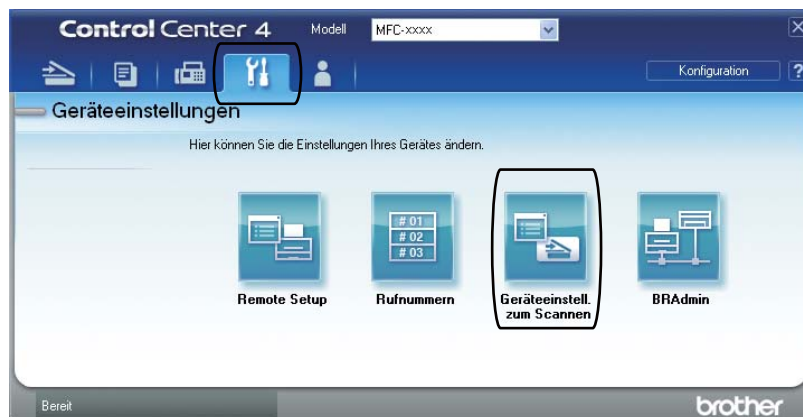 Control Center 4
Modell
MFC-xxxx
X
Konfiguration
?
Geräteeinstellungen
Hier können Sie die Einstellungen Ihres Gerätes ändern.
# 01
# 02
# 03
Remote Setup
Rufnummern
Geräteeinstell.
zum Scannen
BRAdmin
Bereit
brother